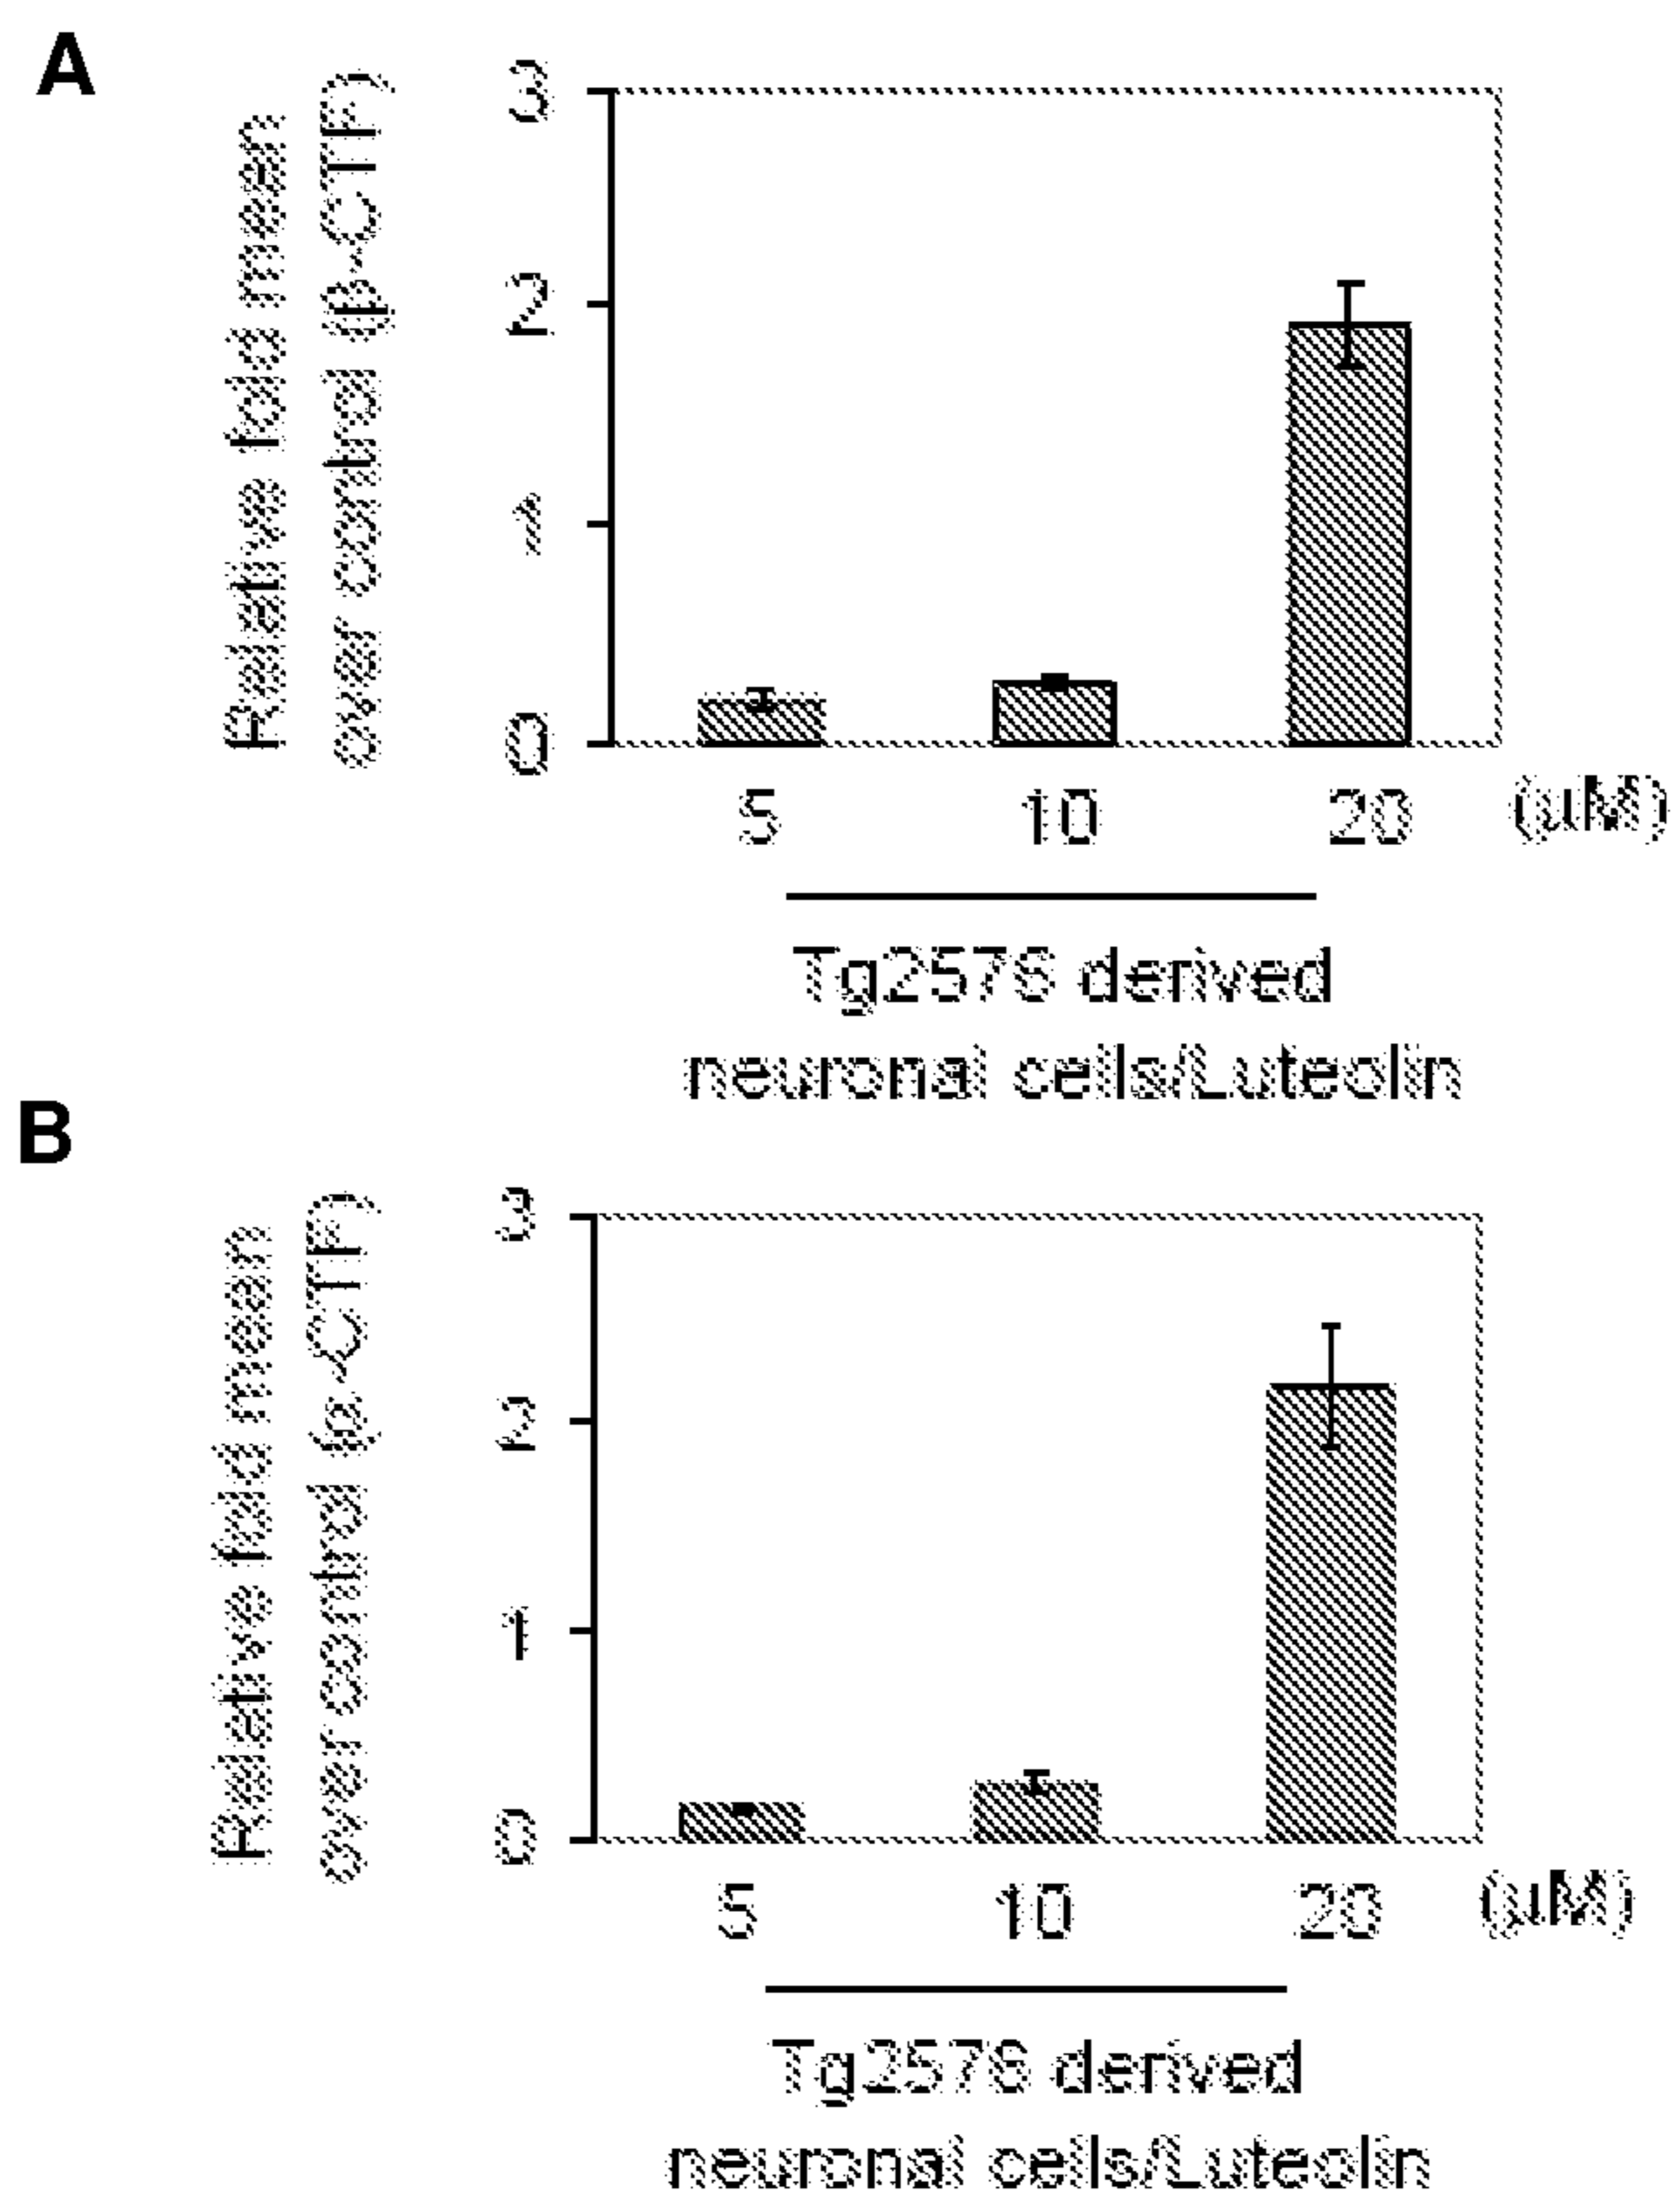 A
Relative fold mean
over control (β-CTF)
3
2
1
0
5 10 20 (µM)
Tg2576 derived
neuronal cells/Luteolin
B
Relative fold mean
over control (α-CTF)
3
2
1
0
5 10 20 (µM)
Tg2576 derived
neuronal cells/Luteolin